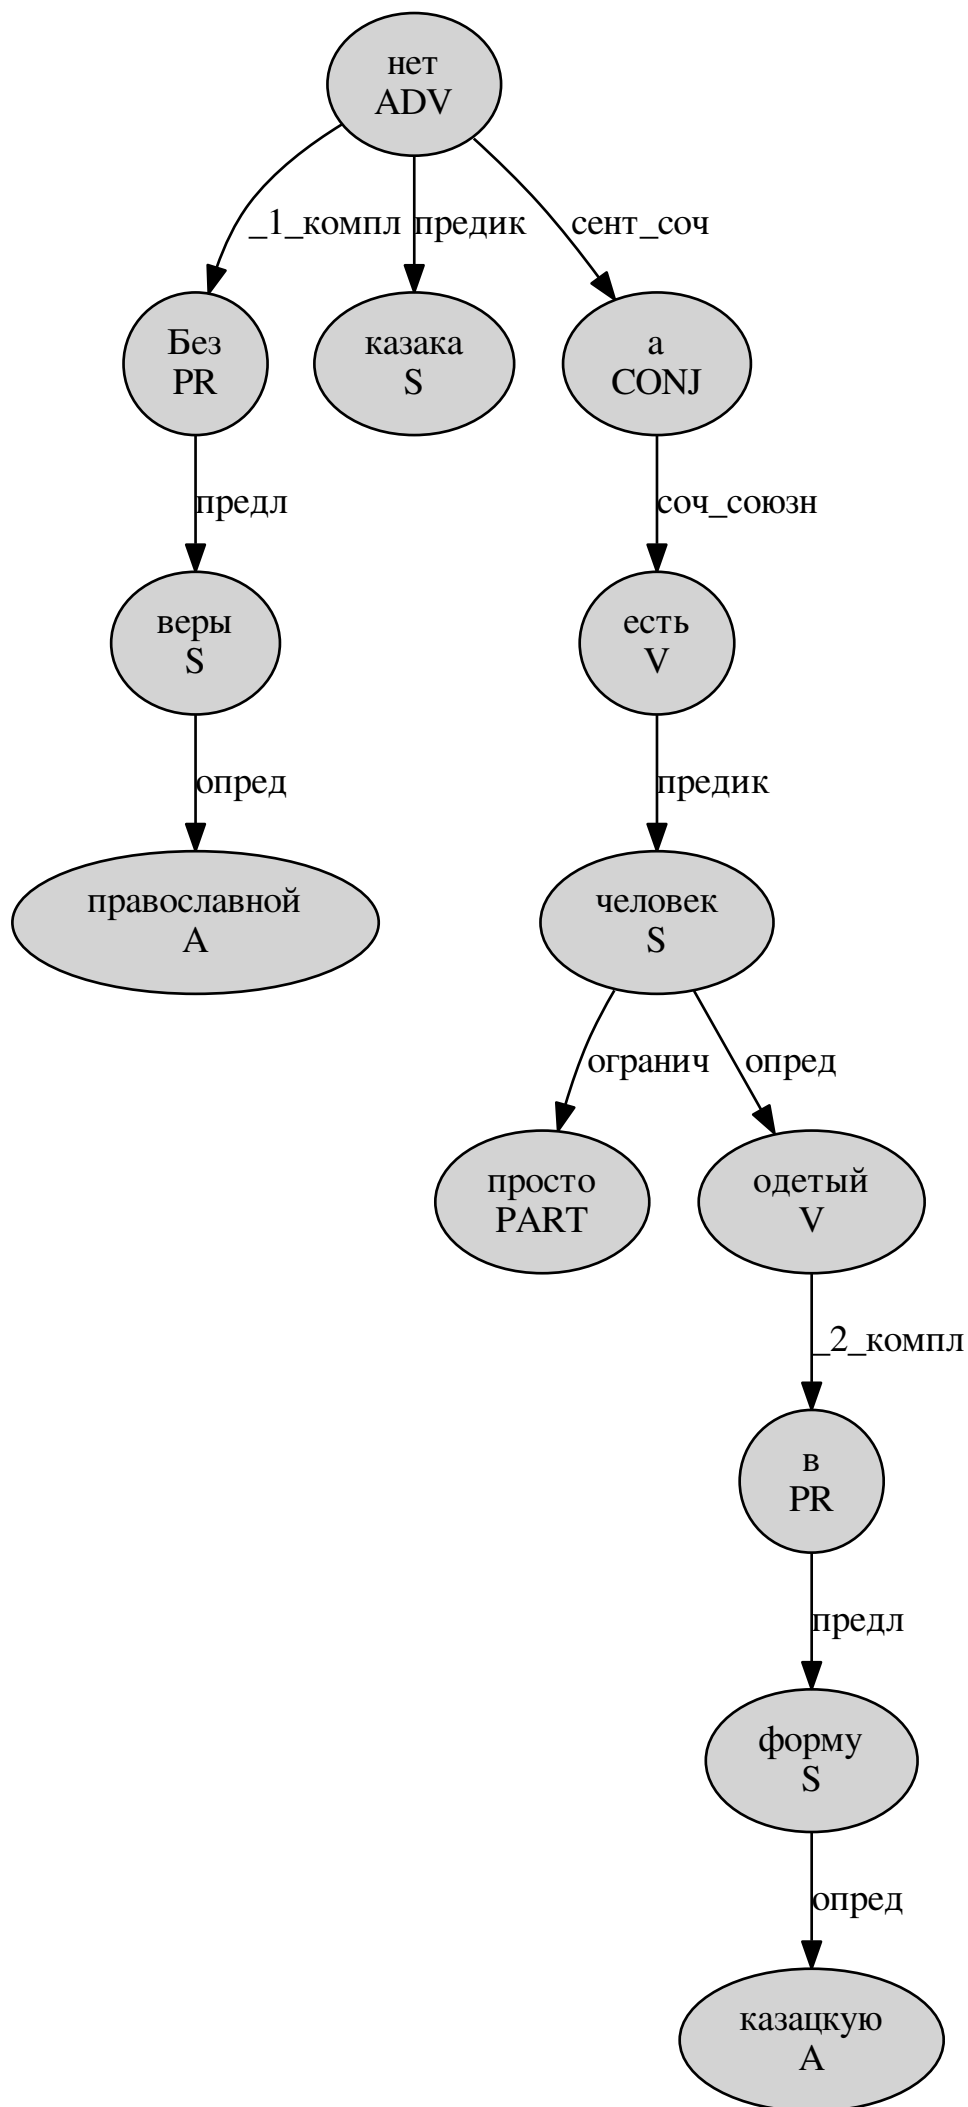 нет
ADV
_1_компл
предик
сент_соч
Без
PR
казака
S
а
CONJ
предл
соч_союзн
веры
S
есть
V
опред
предик
православной
A
человек
S
огранич
опред
просто
PART
одетый
V
_2_компл
в
PR
предл
форму
S
опред
казацкую
A